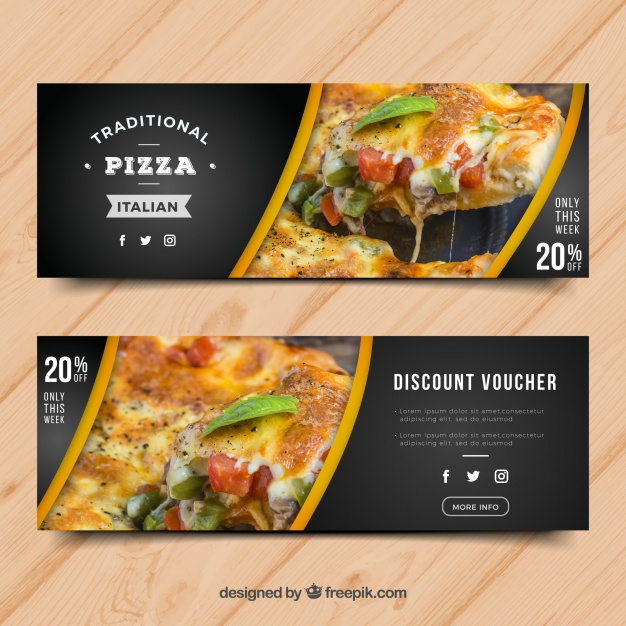 TRADITIONAL
• PIZZA •
ITALIAN
ONLY
THIS
WEEK
20% OFF
20% OFF
ONLY
THIS
WEEK
DISCOUNT VOUCHER
• Lorem ipsum dolor sit amet,consectetur
adipiscing elit, sed do eiusmod
• Lorem ipsum dolor sit amet,consectetur
adipiscing elit, sed do eiusmod
MORE INFO
designed by freepik.com